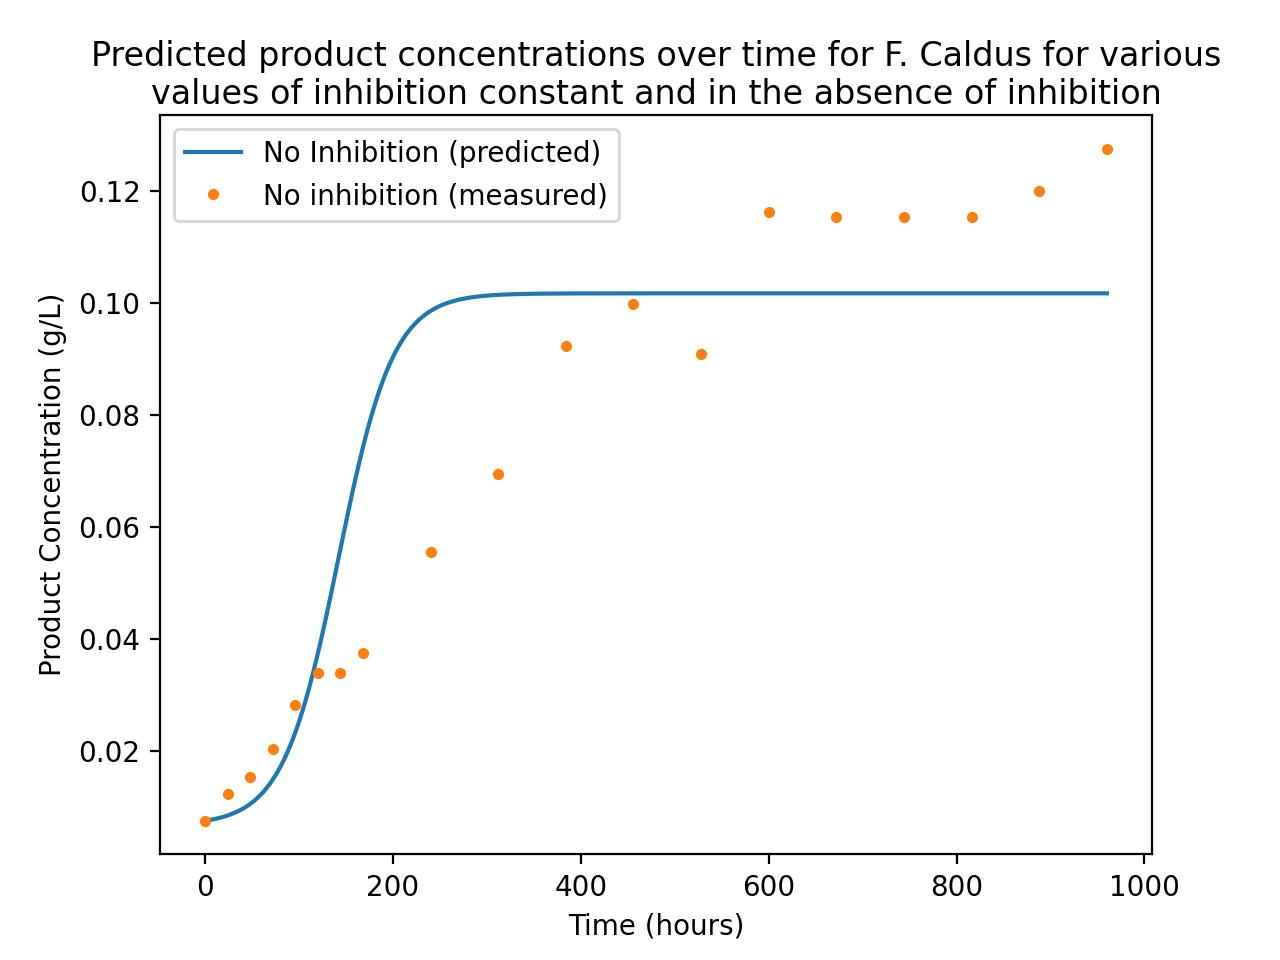 Predicted product concentrations over time for F. Caldus for various
values of inhibition constant and in the absence of inhibition
No Inhibition (predicted)
No inhibition (measured)
0.12
0.10
0.08
0.06
0.04
0.02
Product Concentration (g/L)
0
200
400
600
800
1000
Time (hours)